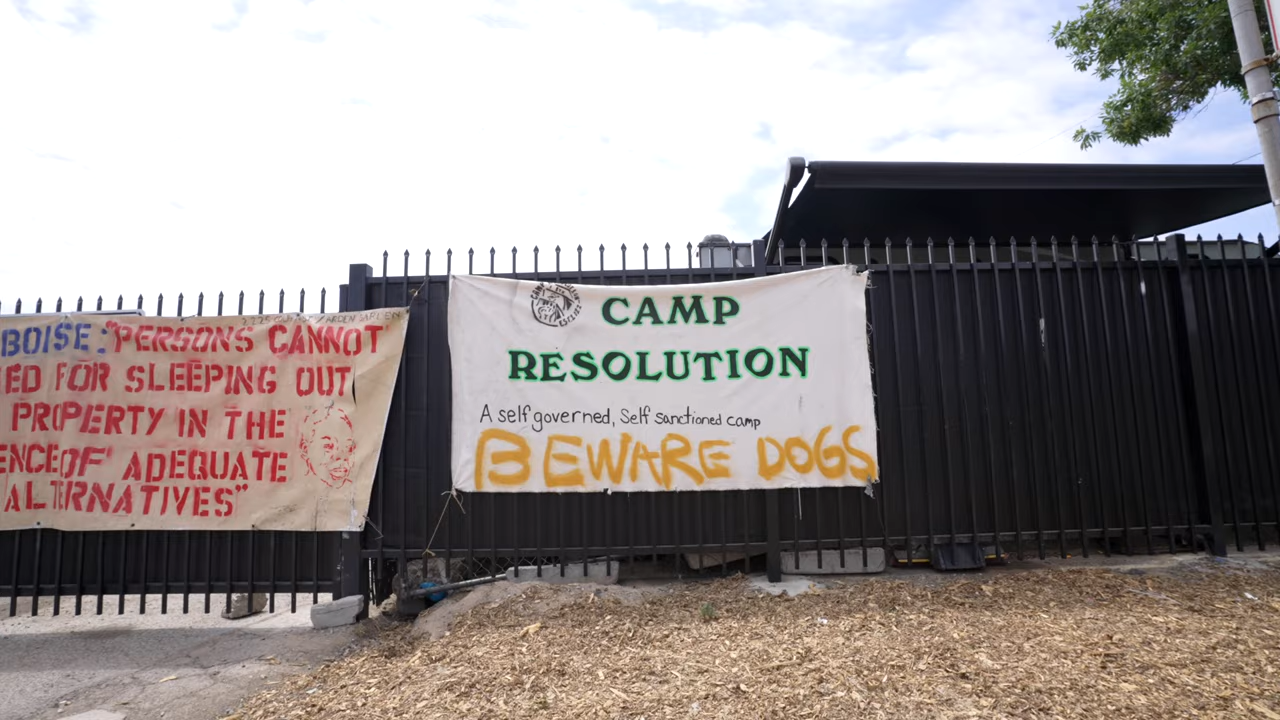 BOISE: "PERSONS CANNOT
IED FOR SLEEPING OUT
PROPERTY IN THE
ENCE OF ADEQUATE
ALTERNATIVES"
CAMP
RESOLUTION
A self governed, Self sanctioned camp
BEWARE DOGS